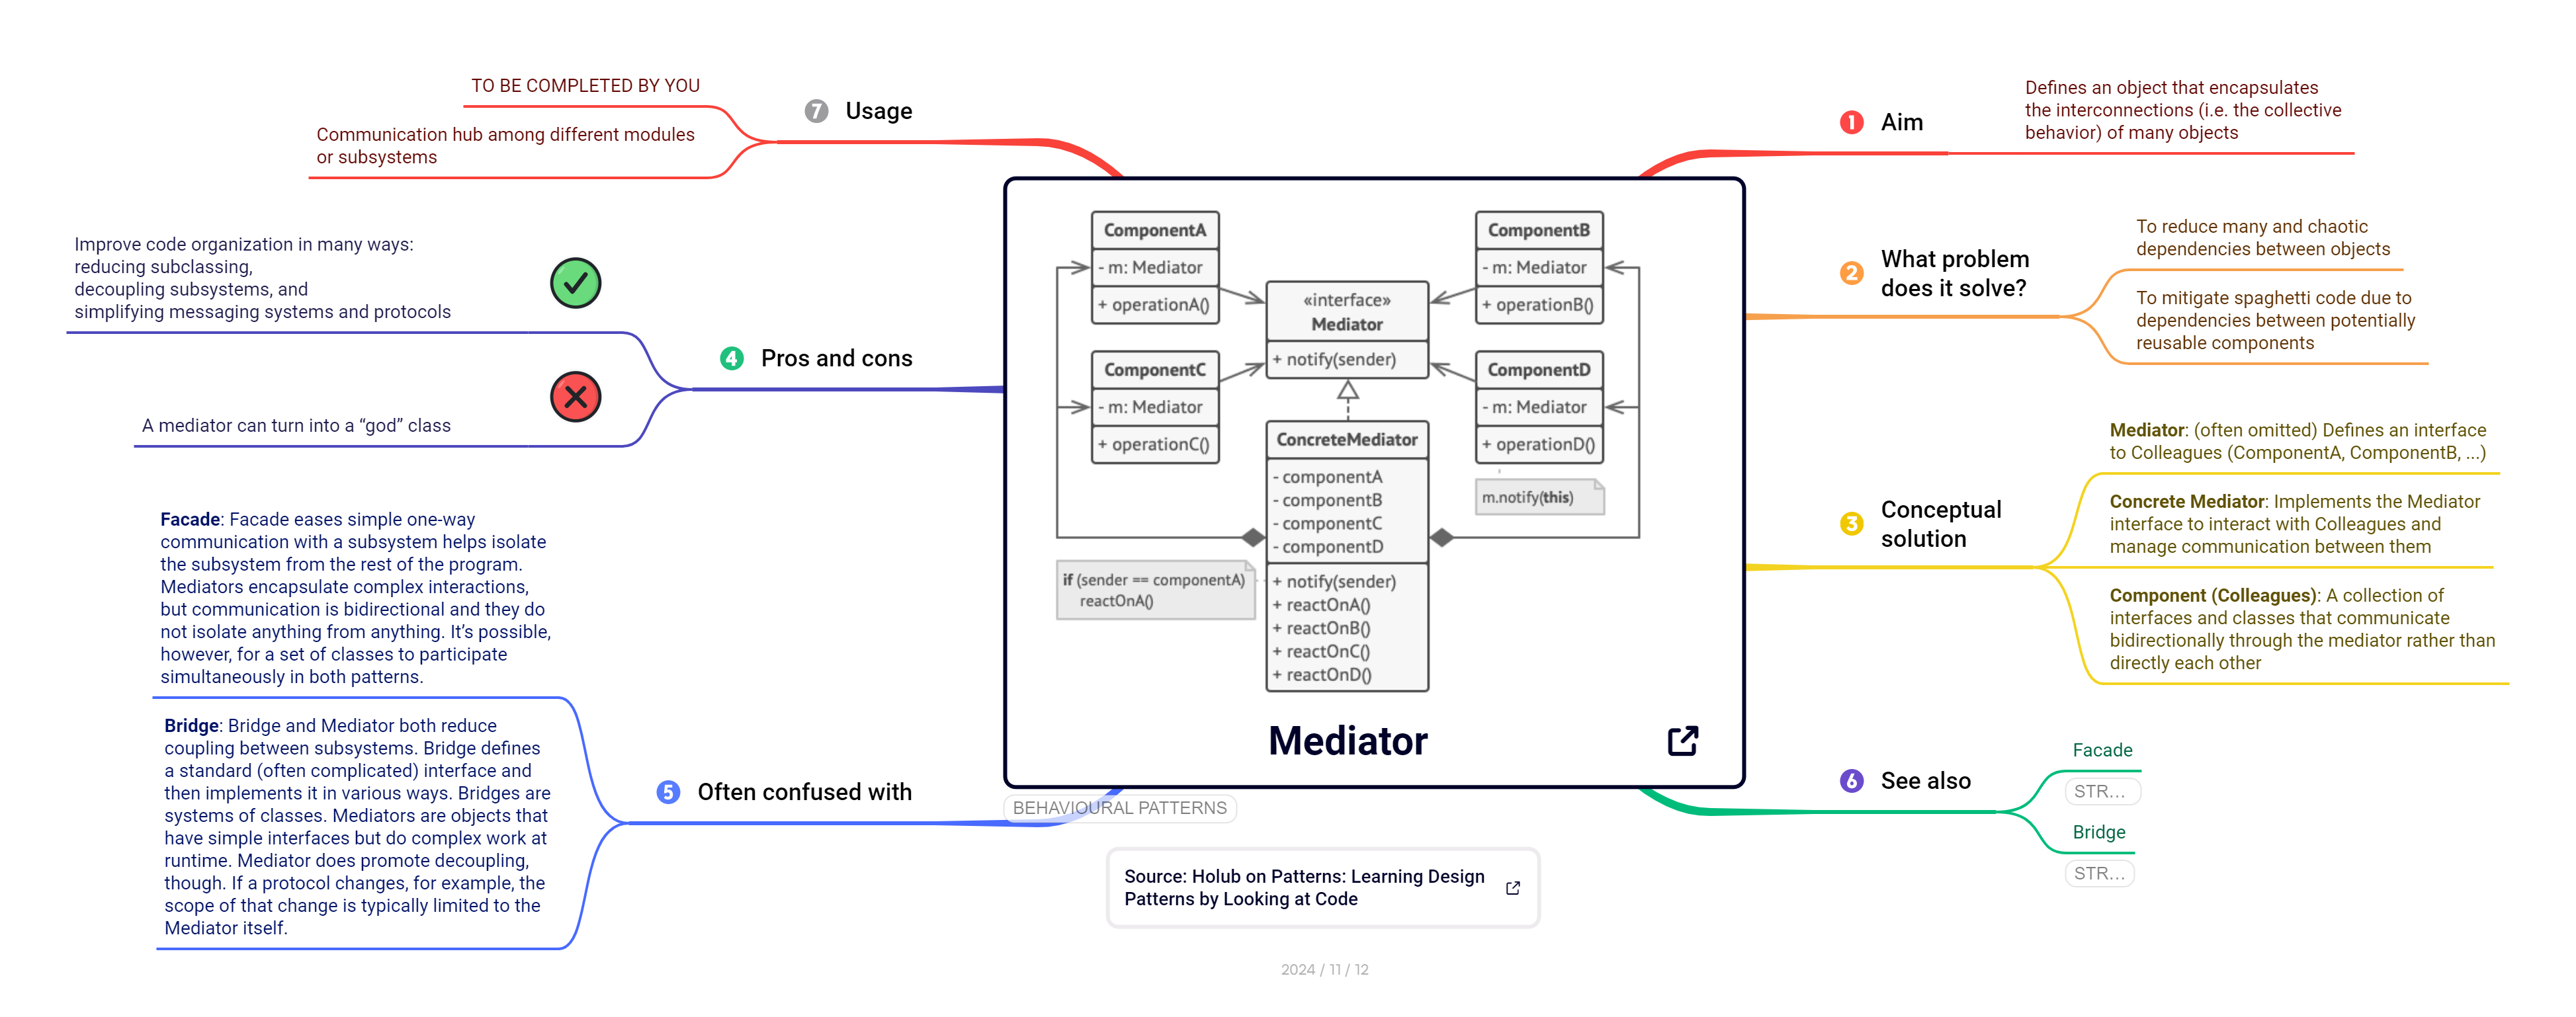 TO BE COMPLETED BY YOU
Communication hub among different modules
or subsystems
7 Usage
Improve code organization in many ways:
reducing subclassing,
decoupling subsystems, and
simplifying messaging systems and protocols
A mediator can turn into a “god” class
4 Pros and cons
Facade: Facade eases simple one-way
communication with a subsystem helps isolate
the subsystem from the rest of the program.
Mediators encapsulate complex interactions,
but communication is bidirectional and they do
not isolate anything from anything. It’s possible,
however, for a set of classes to participate
simultaneously in both patterns.
Bridge: Bridge and Mediator both reduce
coupling between subsystems. Bridge defines
a standard (often complicated) interface and
then implements it in various ways. Bridges are
systems of classes. Mediators are objects that
have simple interfaces but do complex work at
runtime. Mediator does promote decoupling,
though. If a protocol changes, for example, the
scope of that change is typically limited to the
Mediator itself.
5 Often confused with
ComponentA
- m: Mediator
+ operationA()
ComponentB
- m: Mediator
+ operationB()
«interface»
Mediator
+ notify(sender)
ComponentC
- m: Mediator
+ operationC()
ComponentD
- m: Mediator
+ operationD()
m.notify(this)
ConcreteMediator
- componentA
- componentB
- componentC
- componentD
+ notify(sender)
+ reactOnA()
+ reactOnB()
+ reactOnC()
+ reactOnD()
if (sender == componentA)
reactOnA()
Mediator
BEHAVIOURAL PATTERNS
Source: Holub on Patterns: Learning Design
Patterns by Looking at Code
2024 / 11 / 12
1 Aim
Defines an object that encapsulates
the interconnections (i.e. the collective
behavior) of many objects
2 What problem
does it solve?
To reduce many and chaotic
dependencies between objects
To mitigate spaghetti code due to
dependencies between potentially
reusable components
3 Conceptual
solution
Mediator: (often omitted) Defines an interface
to Colleagues (ComponentA, ComponentB, ...)
Concrete Mediator: Implements the Mediator
interface to interact with Colleagues and
manage communication between them
Component (Colleagues): A collection of
interfaces and classes that communicate
bidirectionally through the mediator rather than
directly each other
6 See also
Facade
STR...
Bridge
STR...